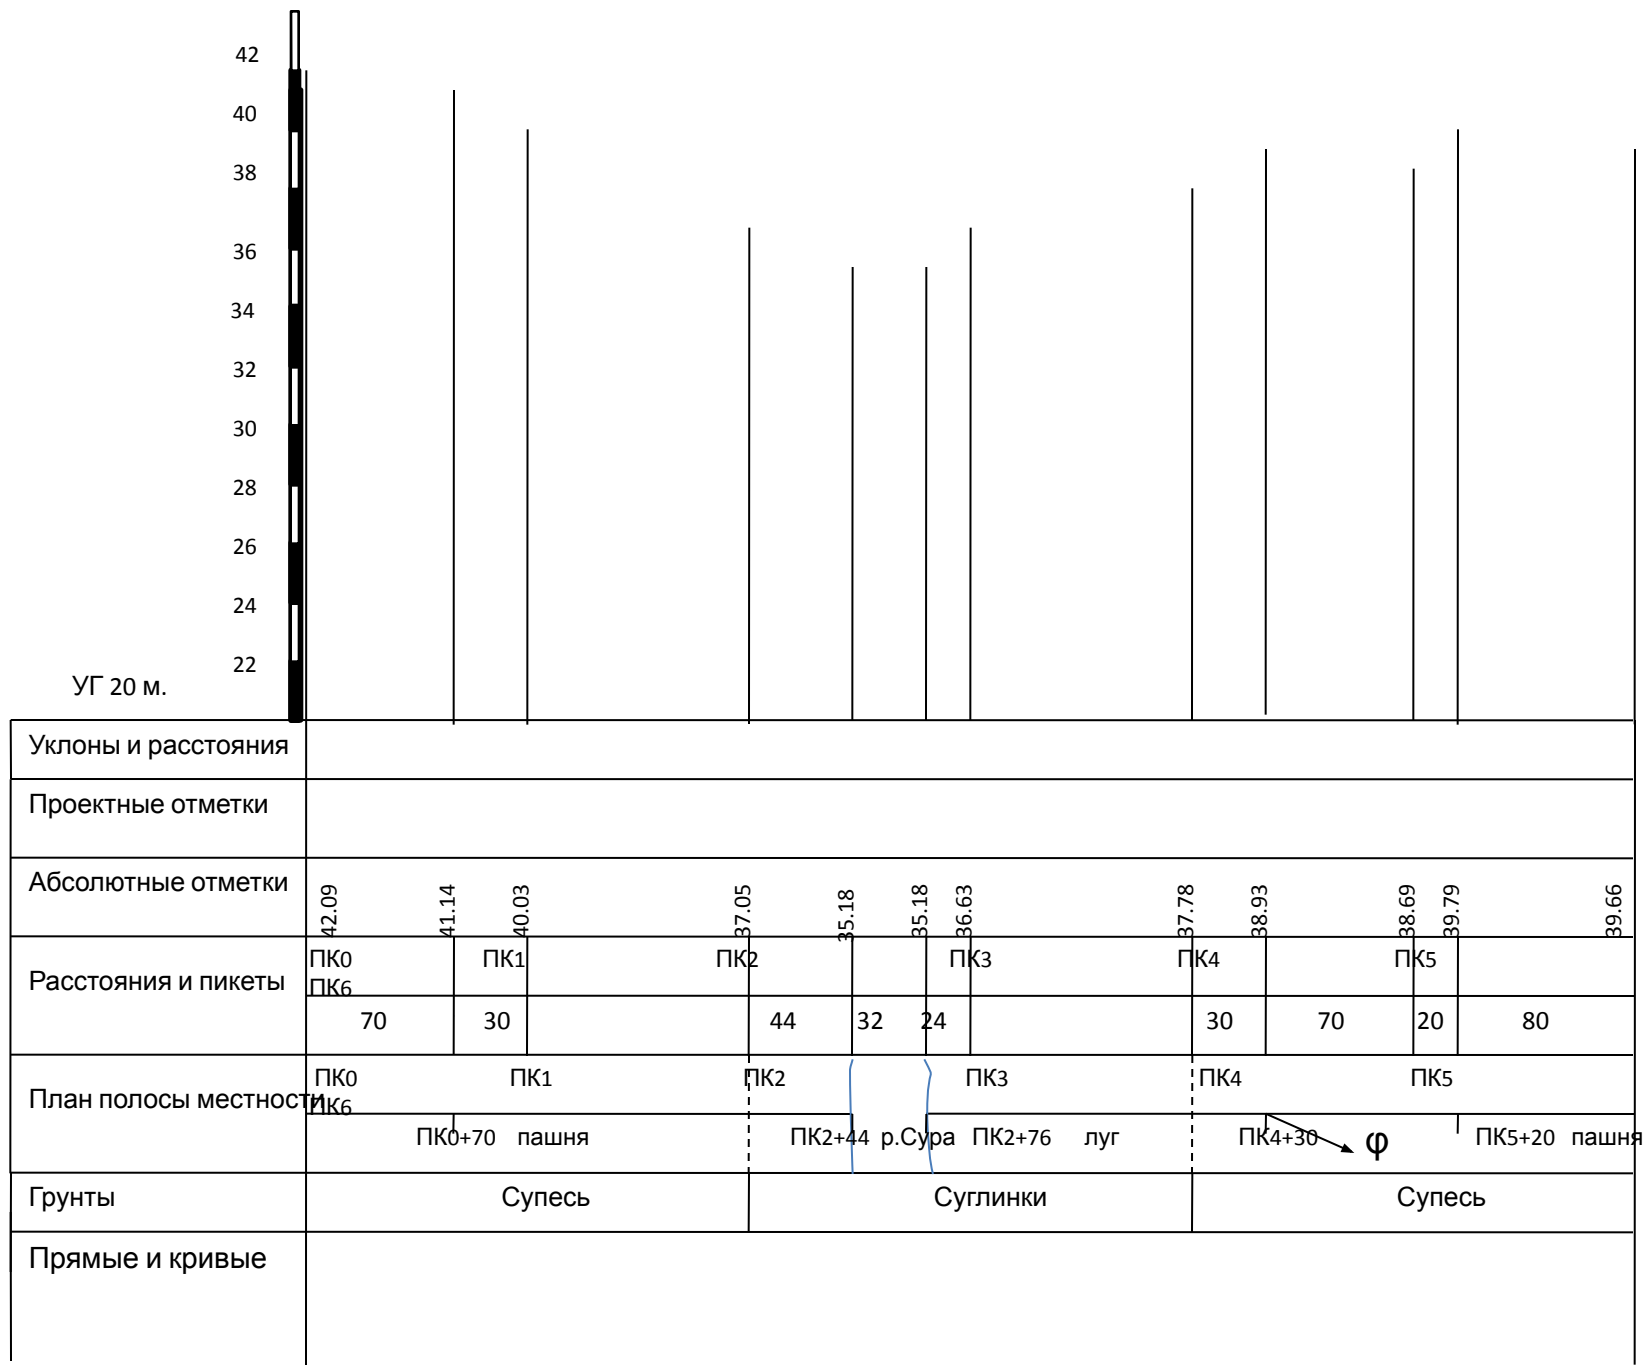 42
40
38
36
34
32
30
28
26
24
22
УГ 20 м.
Уклоны и расстояния
Проектные отметки
Абсолютные отметки 42.09 41.14 40.03 37.05 35.18 35.18 36.63 37.78 38.93 38.69 39.79 39.66
Расстояния и пикеты
ПК0 ПК1 ПК2 ПК3 ПК4 ПК5
ПК6
70 30 44 32 24 30 70 20 80
План полосы местности
ПК0 ПК1 ПК2 ПК3 ПК4 ПК5
ПК6
ПК0+70 пашня ПК2+44 р.Сура ПК2+76 луг ПК4+30 φ ПК5+20 пашня
Грунты Супесь Суглинки Супесь
Прямые и кривые